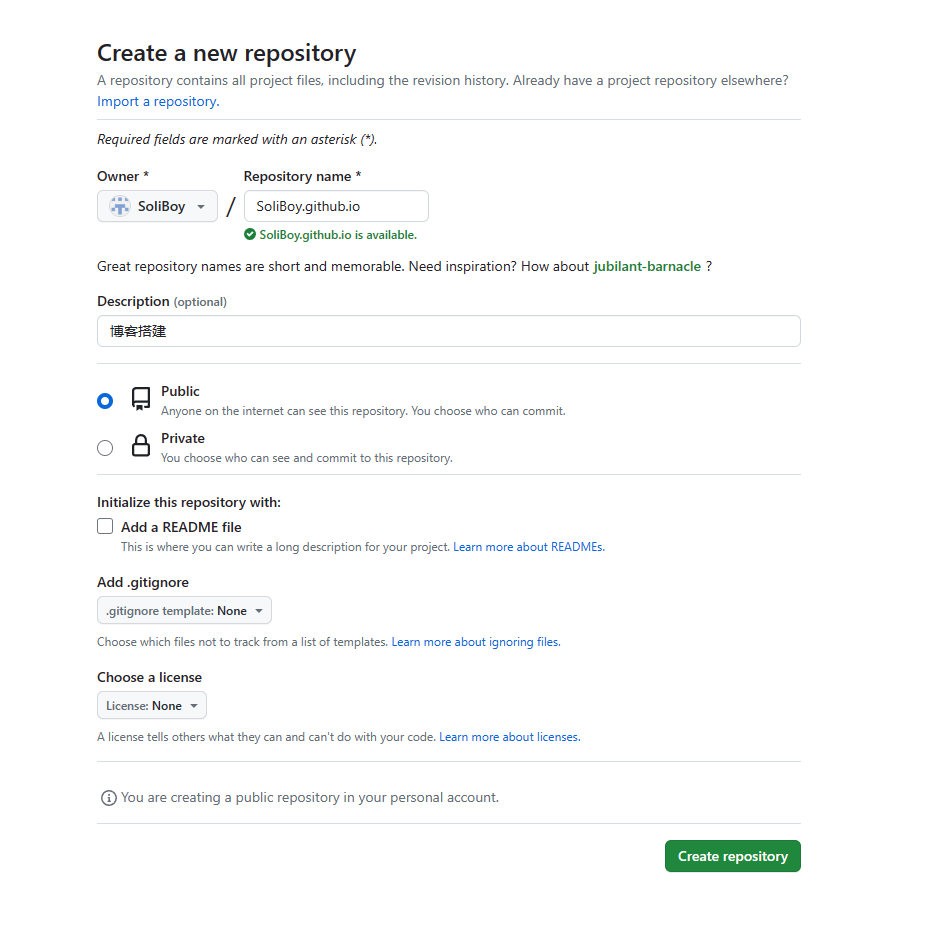 Create a new repository
A repository contains all project files, including the revision history. Already have a project repository elsewhere?
Import a repository.
Required fields are marked with an asterisk (*).
Owner * Repository name *
SoliBoy / SoliBoy.github.io
SoliBoy.github.io is available.
Great repository names are short and memorable. Need inspiration? How about jubilant-barnacle ?
Description (optional)
博客搭建
Public
Anyone on the internet can see this repository. You choose who can commit.
Private
You choose who can see and commit to this repository.
Initialize this repository with:
Add a README file
This is where you can write a long description for your project. Learn more about READMEs.
Add .gitignore
.gitignore template: None
Choose which files not to track from a list of templates. Learn more about ignoring files.
Choose a license
License: None
A license tells others what they can and can't do with your code. Learn more about licenses.
You are creating a public repository in your personal account.
Create repository